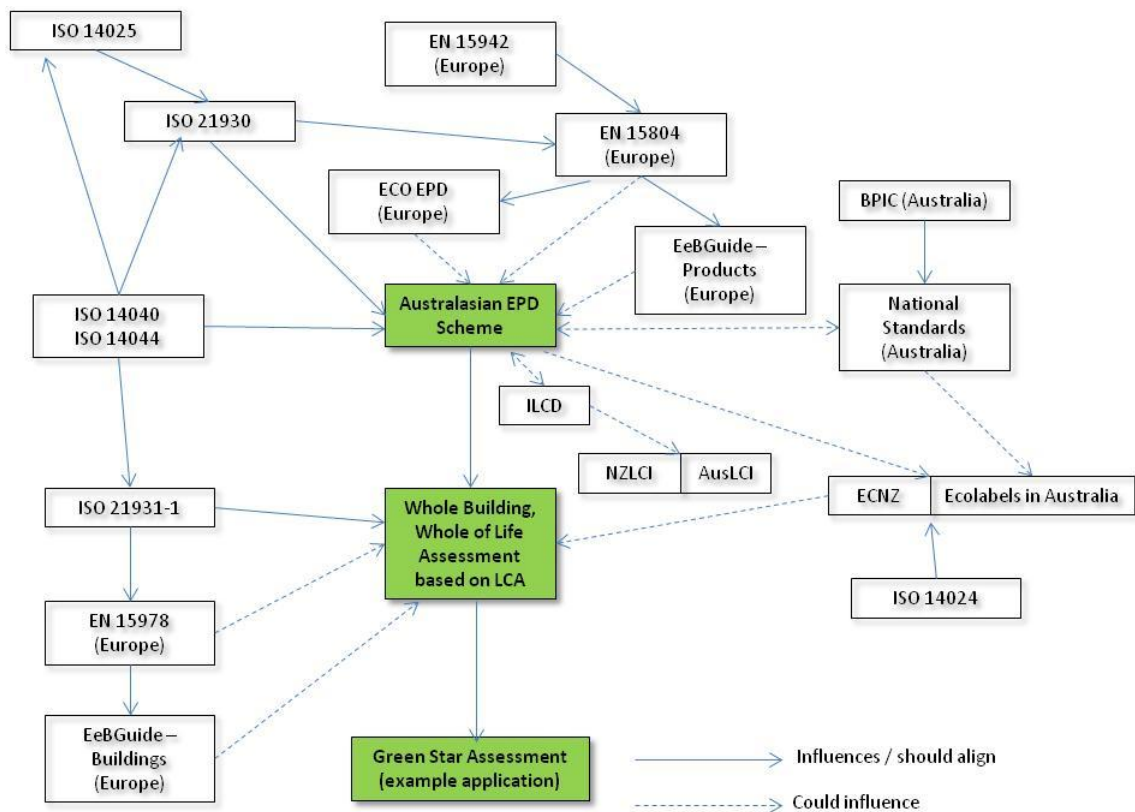 ISO 14025
EN 15942
(Europe)
ISO 21930
EN 15804
(Europe)
ECO EPD
(Europe)
BPIC (Australia)
EeBGuide –
Products
(Europe)
ISO 14040
ISO 14044
Australasian EPD
Scheme
National
Standards
(Australia)
ILCD
NZLCI
AusLCI
ISO 21931-1
Whole Building,
Whole of Life
Assessment
based on LCA
ECNZ
Ecolabels in Australia
ISO 14024
EN 15978
(Europe)
EeBGuide –
Buildings
(Europe)
Green Star Assessment
(example application)
Influences / should align
Could influence